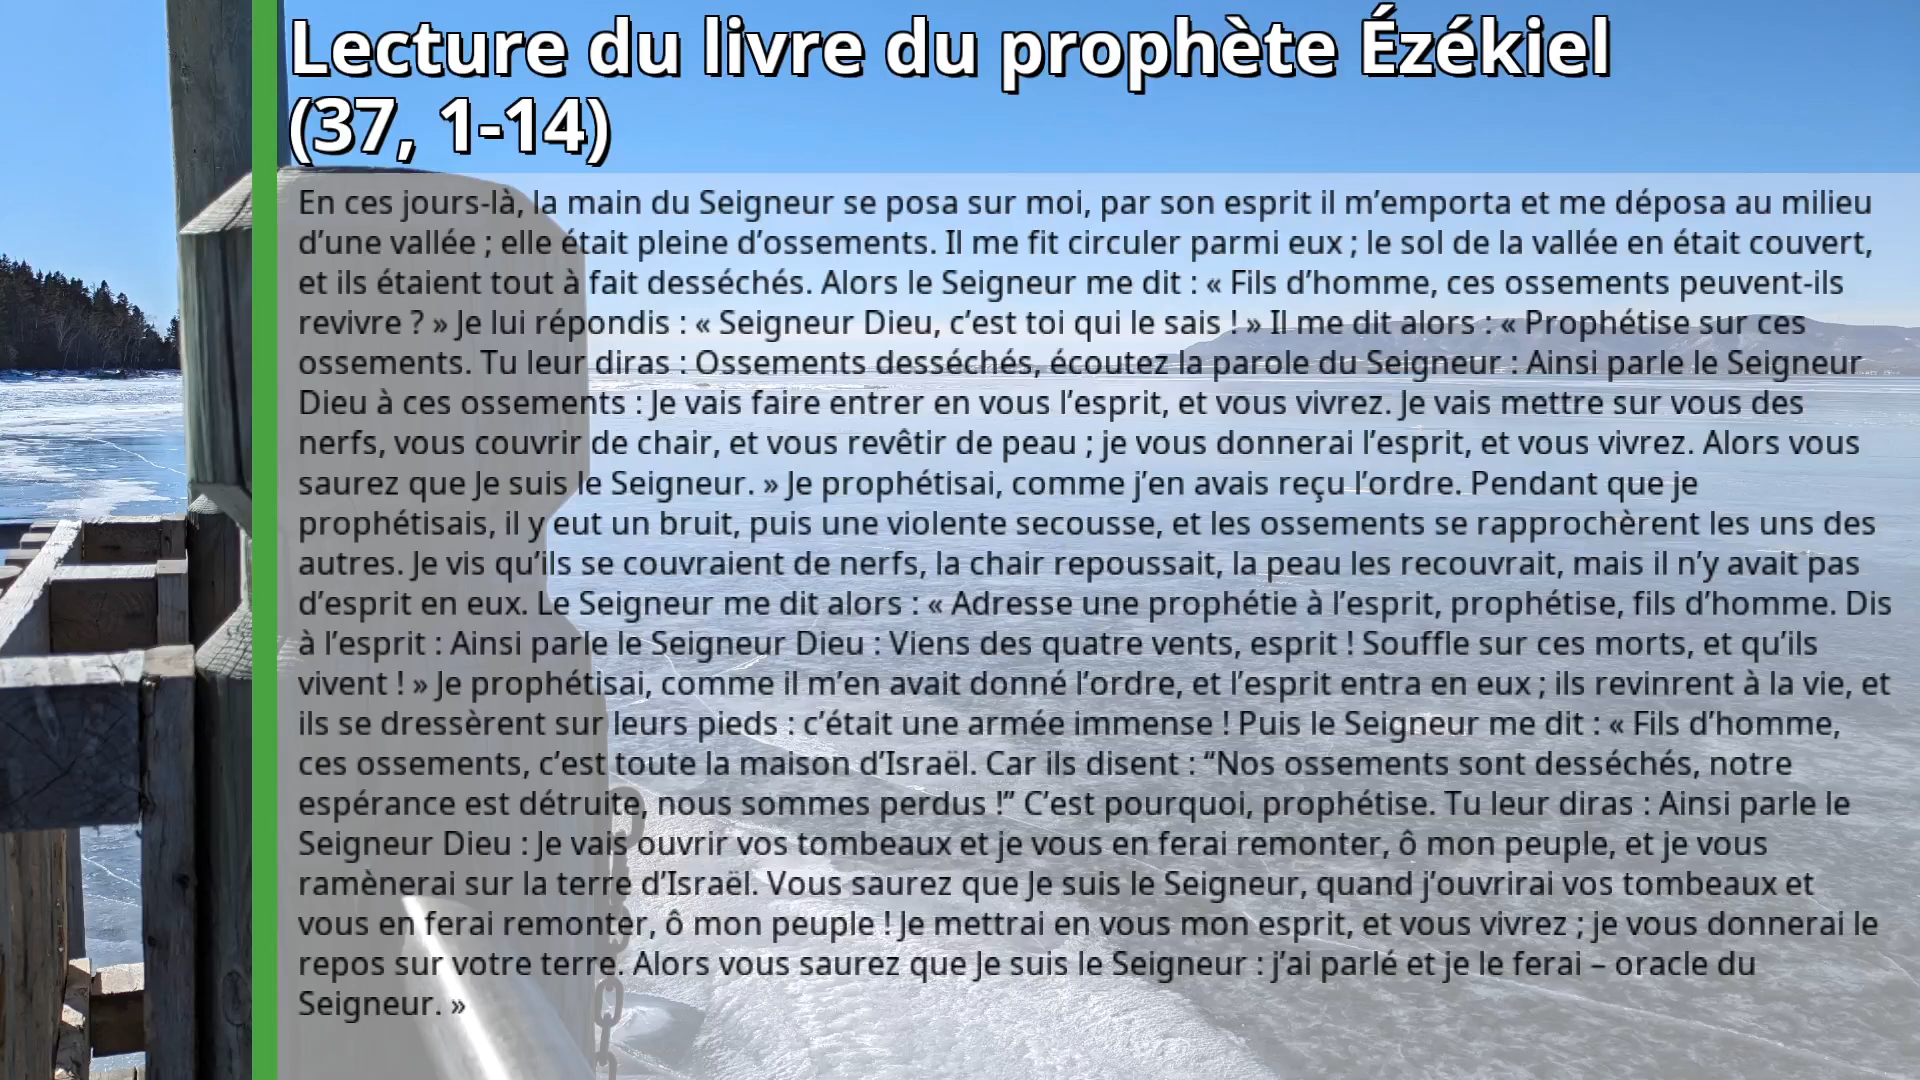 Lecture du livre du prophète Ézékiel
(37, 1-14)
En ces jours-là, la main du Seigneur se posa sur moi, par son esprit il m’emporta et me déposa au milieu
d’une vallée ; elle était pleine d’ossements. Il me fit circuler parmi eux ; le sol de la vallée en était couvert,
et ils étaient tout à fait desséchés. Alors le Seigneur me dit : « Fils d’homme, ces ossements peuvent-ils
revivre ? » Je lui répondis : « Seigneur Dieu, c’est toi qui le sais ! » Il me dit alors : « Prophétise sur ces
ossements. Tu leur diras : Ossements desséchés, écoutez la parole du Seigneur : Ainsi parle le Seigneur
Dieu à ces ossements : Je vais faire entrer en vous l’esprit, et vous vivrez. Je vais mettre sur vous des
nerfs, vous couvrir de chair, et vous revêtir de peau ; je vous donnerai l’esprit, et vous vivrez. Alors vous
saurez que Je suis le Seigneur. » Je prophétisai, comme j’en avais reçu l’ordre. Pendant que je
prophétisais, il y eut un bruit, puis une violente secousse, et les ossements se rapprochèrent les uns des
autres. Je vis qu’ils se couvraient de nerfs, la chair repoussait, la peau les recouvrait, mais il n’y avait pas
d’esprit en eux. Le Seigneur me dit alors : « Adresse une prophétie à l’esprit, prophétise, fils d’homme. Dis
à l’esprit : Ainsi parle le Seigneur Dieu : Viens des quatre vents, esprit ! Souffle sur ces morts, et qu’ils
vivent ! » Je prophétisai, comme il m’en avait donné l’ordre, et l’esprit entra en eux ; ils revinrent à la vie, et
ils se dressèrent sur leurs pieds : c’était une armée immense ! Puis le Seigneur me dit : « Fils d’homme,
ces ossements, c’est toute la maison d’Israël. Car ils disent : “Nos ossements sont desséchés, notre
espérance est détruite, nous sommes perdus !” C’est pourquoi, prophétise. Tu leur diras : Ainsi parle le
Seigneur Dieu : Je vais ouvrir vos tombeaux et je vous en ferai remonter, ô mon peuple, et je vous
ramènerai sur la terre d’Israël. Vous saurez que Je suis le Seigneur, quand j’ouvrirai vos tombeaux et
vous en ferai remonter, ô mon peuple ! Je mettrai en vous mon esprit, et vous vivrez ; je vous donnerai le
repos sur votre terre. Alors vous saurez que Je suis le Seigneur : j’ai parlé et je le ferai – oracle du
Seigneur. »